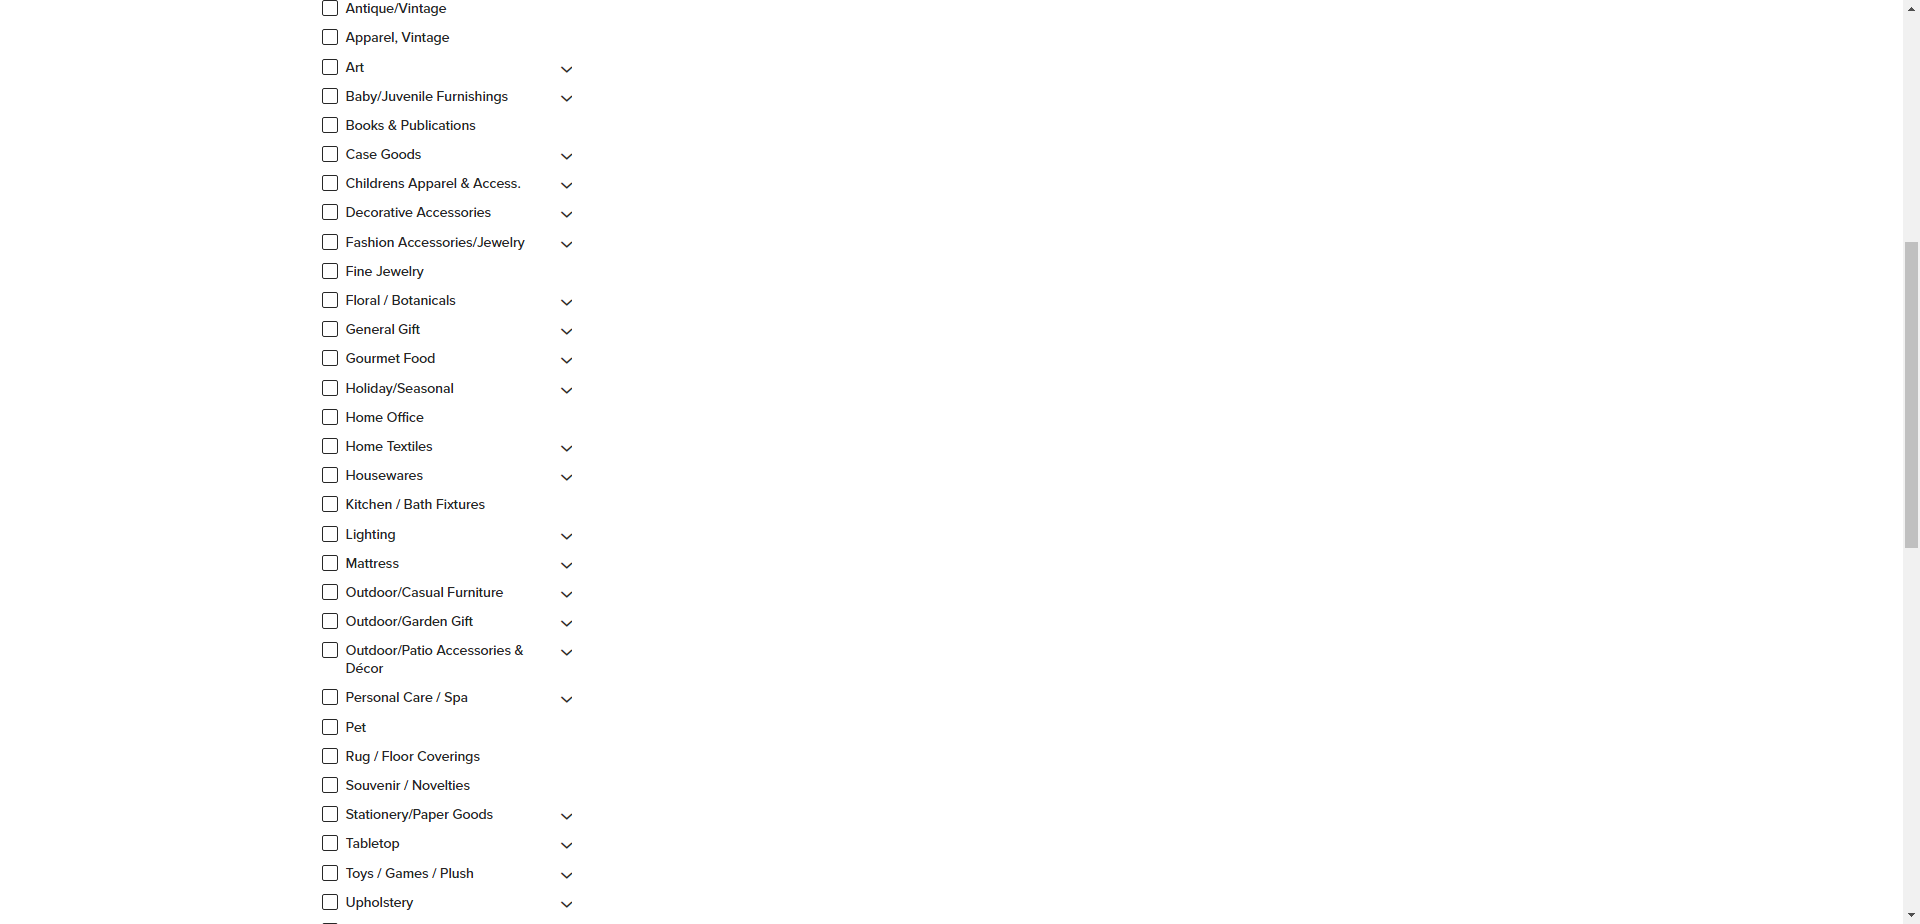 Antique/Vintage
Apparel, Vintage
Art
Baby/Juvenile Furnishings
Books & Publications
Case Goods
Childrens Apparel & Access.
Decorative Accessories
Fashion Accessories/Jewelry
Fine Jewelry
Floral / Botanicals
General Gift
Gourmet Food
Holiday/Seasonal
Home Office
Home Textiles
Housewares
Kitchen / Bath Fixtures
Lighting
Mattress
Outdoor/Casual Furniture
Outdoor/Garden Gift
Outdoor/Patio Accessories &
Décor
Personal Care / Spa
Pet
Rug / Floor Coverings
Souvenir / Novelties
Stationery/Paper Goods
Tabletop
Toys / Games / Plush
Upholstery